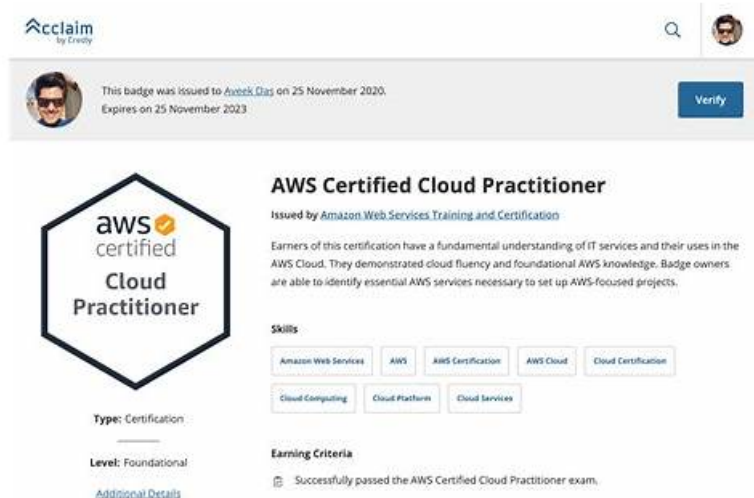 Acclaim
by Credly
This badge was issued to Aveek Das on 25 November 2020.
Expires on 25 November 2023
Verify
aws
certified
Cloud
Practitioner
Type: Certification
Level: Foundational
Additional Details
AWS Certified Cloud Practitioner
Issued by Amazon Web Services Training and Certification
Earners of this certification have a fundamental understanding of IT services and their uses in the
AWS Cloud. They demonstrated cloud fluency and foundational AWS knowledge. Badge owners
are able to identify essential AWS services necessary to set up AWS-focused projects.
Skills
Amazon Web Services AWS AWS Certification AWS Cloud Cloud Certification
Cloud Computing Cloud Platform Cloud Services
Earning Criteria
Successfully passed the AWS Certified Cloud Practitioner exam.